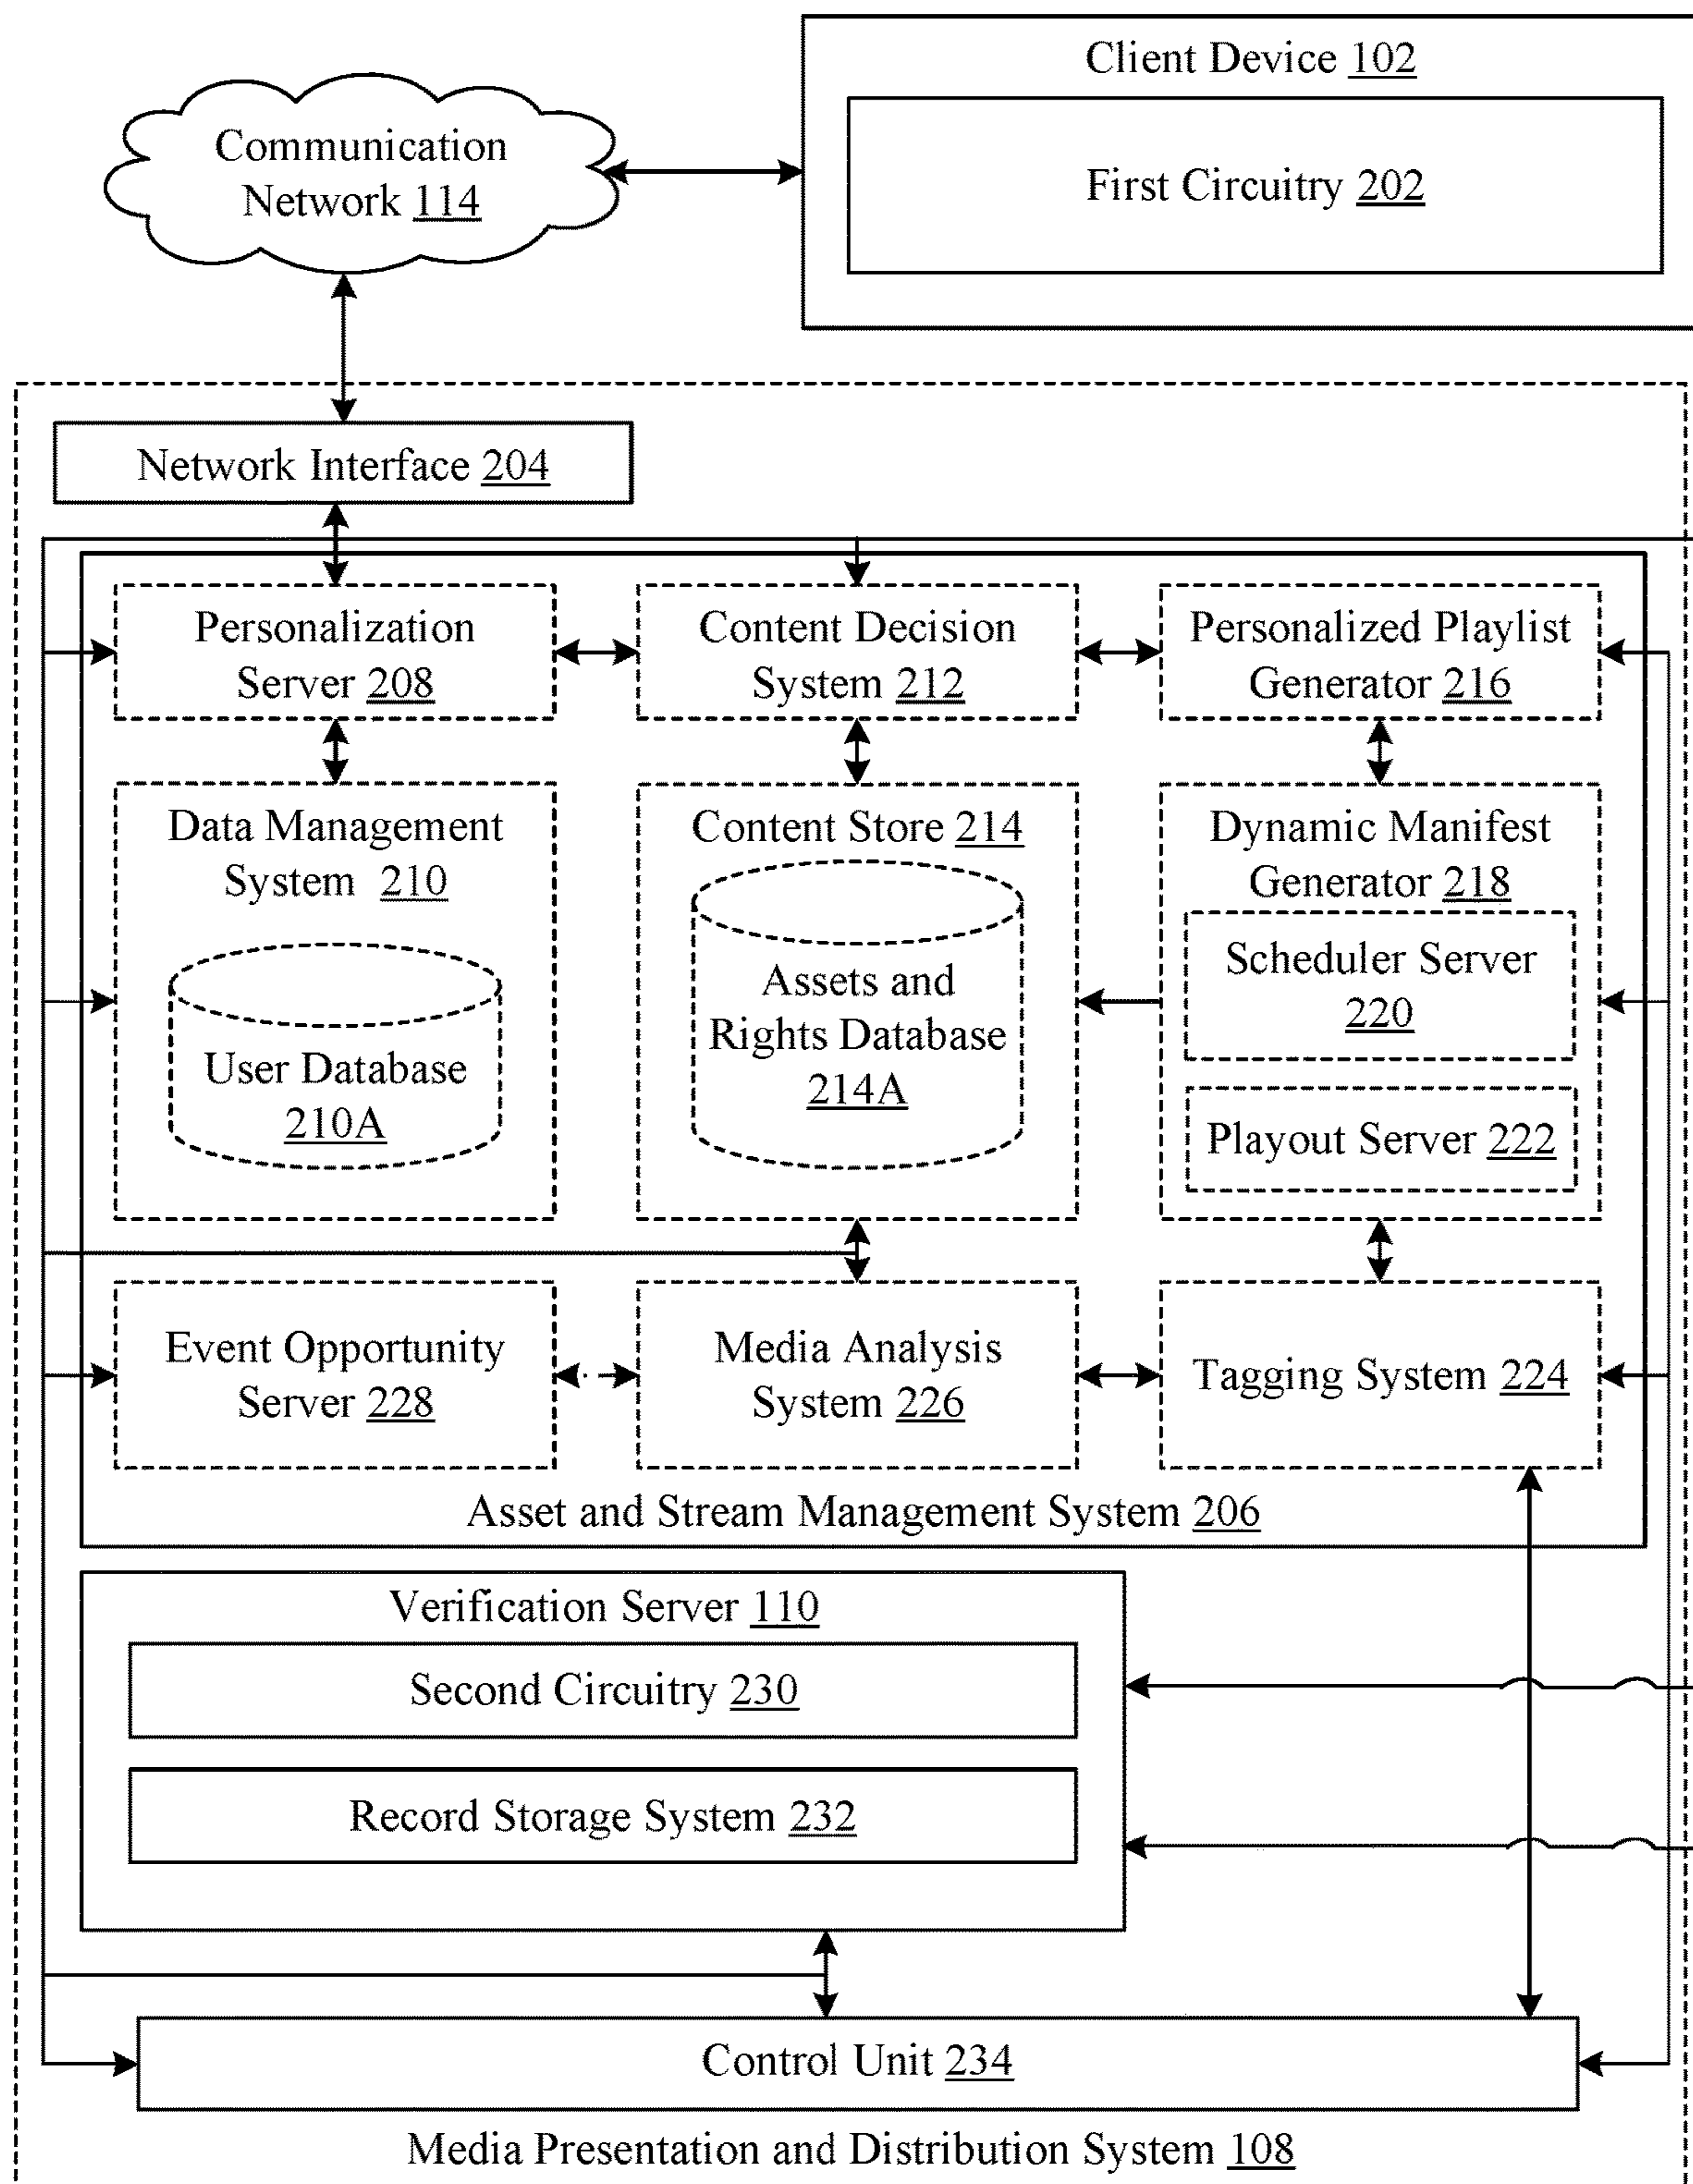 Client Device 102
First Circuitry 202
Communication
Network 114
Network Interface 204
Personalization
Server 208
Content Decision
System 212
Personalized Playlist
Generator 216
Data Management
System 210
User Database
210A
Content Store 214
Assets and
Rights Database
214A
Dynamic Manifest
Generator 218
Scheduler Server
220
Playout Server 222
Event Opportunity
Server 228
Media Analysis
System 226
Tagging System 224
Asset and Stream Management System 206
Verification Server 110
Second Circuitry 230
Record Storage System 232
Control Unit 234
Media Presentation and Distribution System 108